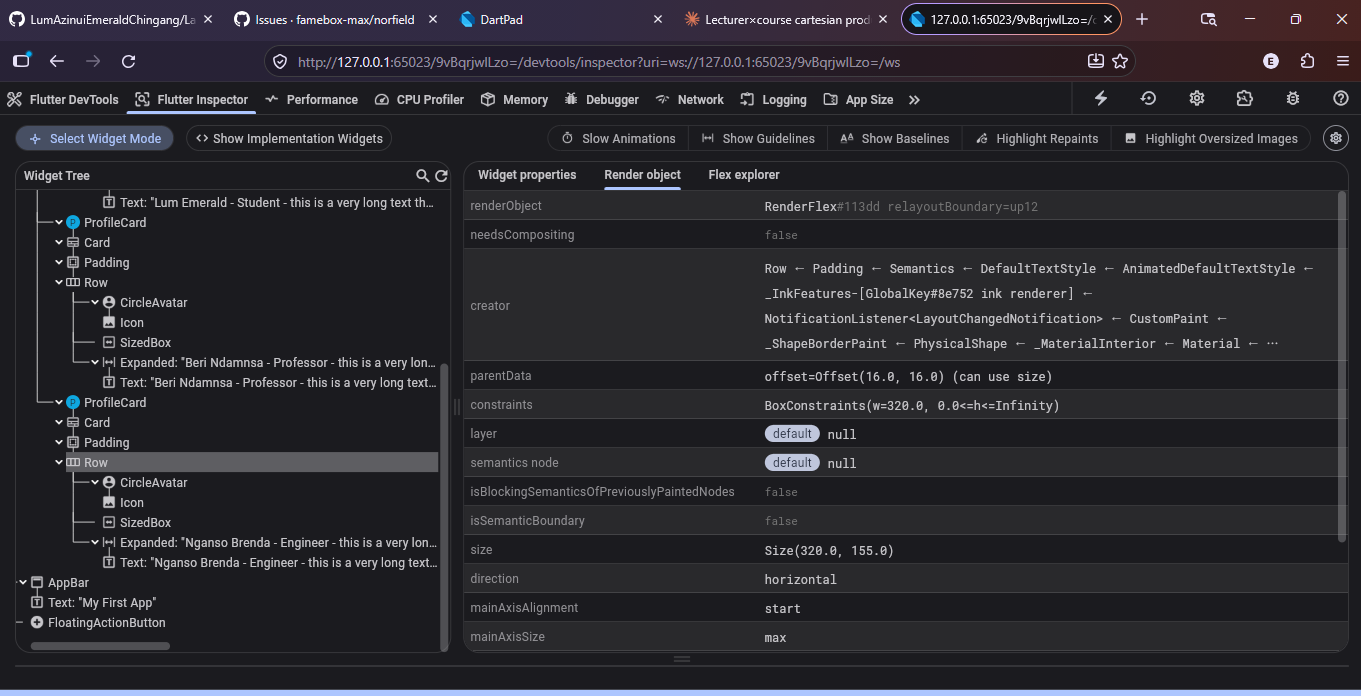 LumAzinuiEmeraldChingang/La
Issues · famebox-max/norfield
DartPad
Lecturer×course cartesian prod
127.0.0.1:65023/9vBqrjwILzo=/d
E
http://127.0.0.1:65023/9vBqrjwILzo=/devtools/inspector?uri=ws://127.0.0.1:65023/9vBqrjwILzo=/ws
Flutter DevTools
Flutter Inspector
Performance
CPU Profiler
Memory
Debugger
Network
Logging
App Size
Select Widget Mode
Show Implementation Widgets
Slow Animations
Show Guidelines
Show Baselines
Highlight Repaints
Highlight Oversized Images
Widget Tree
Text: "Lum Emerald - Student - this is a very long text th...
ProfileCard
Card
Padding
Row
CircleAvatar
Icon
SizedBox
Expanded: "Beri Ndamnsa - Professor - this is a very lon...
Text: "Beri Ndamnsa - Professor - this is a very long text...
ProfileCard
Card
Padding
Row
CircleAvatar
Icon
SizedBox
Expanded: "Nganso Brenda - Engineer - this is a very lon...
Text: "Nganso Brenda - Engineer - this is a very long text...
AppBar
Text: "My First App"
FloatingActionButton
Widget properties
Render object
Flex explorer
renderObject
RenderFlex#113dd relayoutBoundary=up12
needsCompositing
false
creator
Row ← Padding ← Semantics ← DefaultTextStyle ← AnimatedDefaultTextStyle ←
_InkFeatures-[GlobalKey#8e752 ink renderer] ←
NotificationListener<LayoutChangedNotification> ← CustomPaint ←
_ShapeBorderPaint ← PhysicalShape ← _MaterialInterior ← Material ← ⋯
parentData
offset=Offset(16.0, 16.0) (can use size)
constraints
BoxConstraints(w=320.0, 0.0<=h<=Infinity)
layer
default null
semantics node
default null
isBlockingSemanticsOfPreviouslyPaintedNodes
false
isSemanticBoundary
false
size
Size(320.0, 155.0)
direction
horizontal
mainAxisAlignment
start
mainAxisSize
max